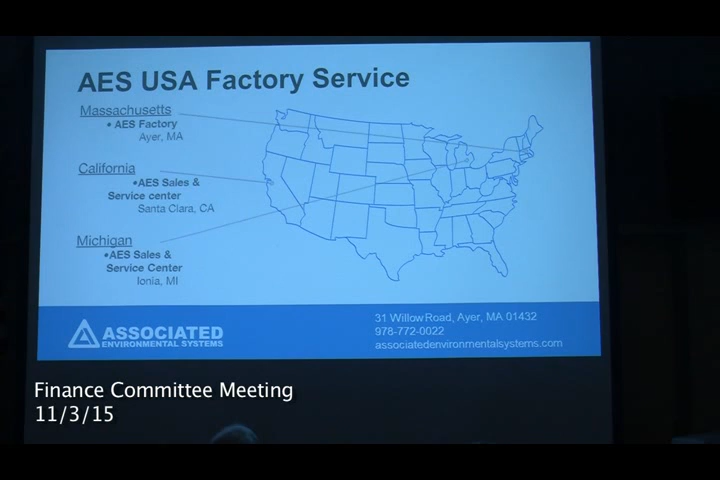 AES USA Factory Service
Massachusetts
• AES Factory
Ayer, MA
California
•AES Sales &
Service center
Santa Clara, CA
Michigan
•AES Sales &
Service Center
Ionia, MI
ASSOCIATED
ENVIRONMENTAL SYSTEMS
31 Willow Road, Ayer, MA 01432
978-772-0022
associatedenvironmentalsystems.com
Finance Committee Meeting
11/3/15